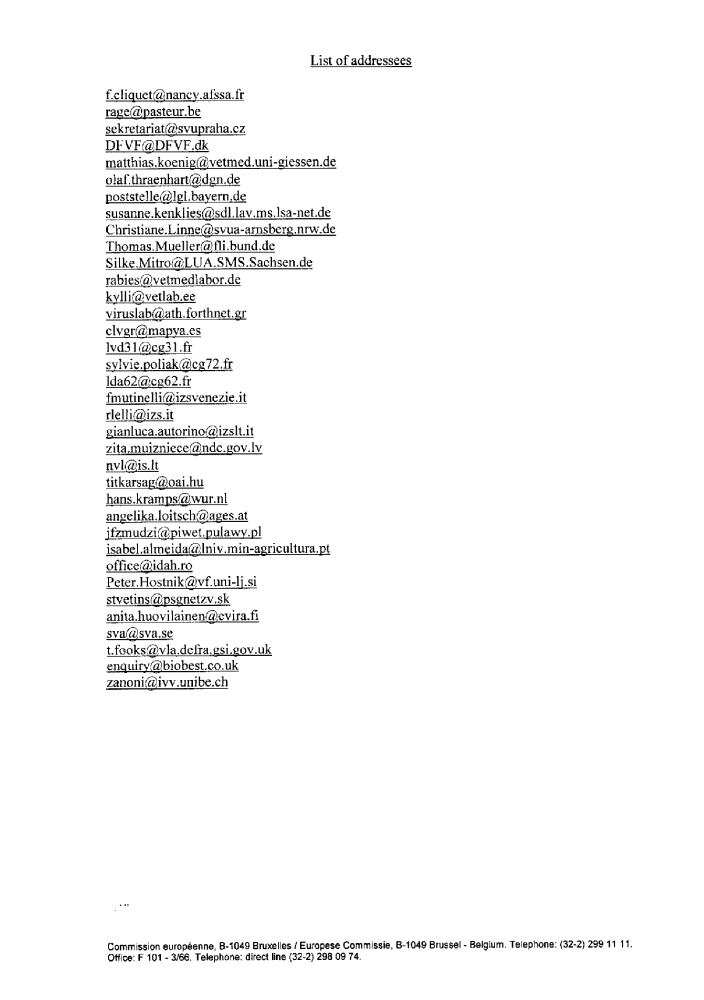 List of addressees
f.cliquet@nancy.afssa.fr
rage@pasteur.be
sekretariat@svupraha.cz
DFVF@DFVF.dk
matthias.koenig@vetmed.uni-giessen.de
olaf.thraenhart@dgn.de
poststelle@lgl.bayern.de
susanne.kenklies@sdl.lav.ms.lsa-net.de
Christiane.Linne@svua-arnsberg.nrw.de
Thomas.Mueller@fli.bund.de
Silke.Mitro@LUA.SMS.Sachsen.de
rabies@vetmedlabor.de
kylli@vetlab.ee
viruslab@ath.forthnet.gr
clvgr@mapya.es
lvd31@cg31.fr
sylvie.poliak@cg72.fr
lda62@cg62.fr
fmutinelli@izsvenezie.it
rlelli@izs.it
gianluca.autorino@izslt.it
zita.muizniece@ndc.gov.lv
nvl@is.lt
titkarsag@oai.hu
hans.kramps@wur.nl
angelika.loitsch@ages.at
jfzmudzi@piwet.pulawy.pl
isabel.almeida@lniv.min-agricultura.pt
office@idah.ro
Peter.Hostnik@vf.uni-lj.si
stvetins@psgnetzv.sk
anita.huovilainen@evira.fi
sva@sva.se
t.fooks@vla.defra.gsi.gov.uk
enquiry@biobest.co.uk
zanoni@ivv.unibe.ch
Commission européenne, B-1049 Bruxelles / Europese Commissie, B-1049 Brussel - Belgium. Telephone: (32-2) 299 11 11.
Office: F 101 - 3/66. Telephone: direct line (32-2) 298 09 74.